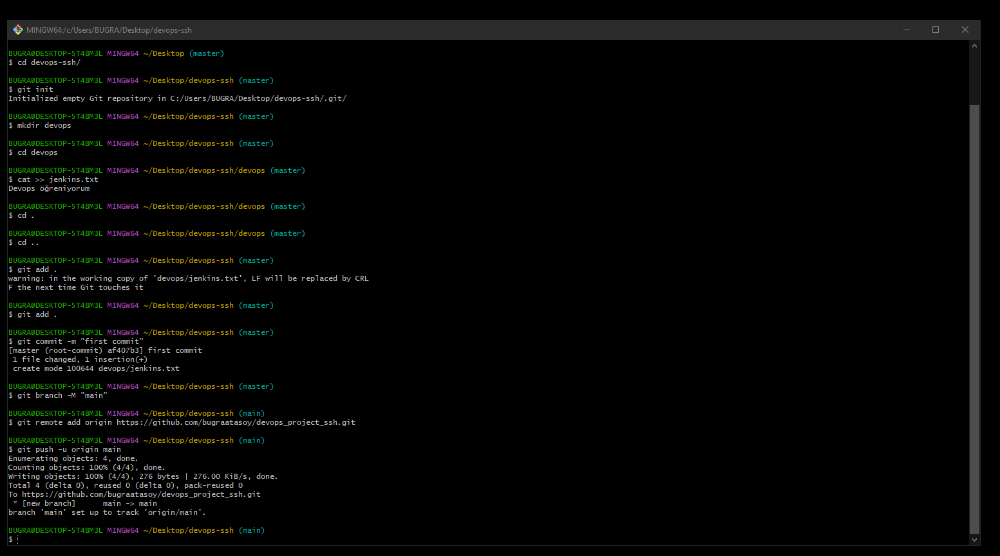 MINGW64:/c/Users/BUGRA/Desktop/devops-ssh
BUGRA@DESKTOP-5T4BM3L MINGW64 ~/Desktop (master)
$ cd devops-ssh/
BUGRA@DESKTOP-5T4BM3L MINGW64 ~/Desktop/devops-ssh (master)
$ git init
Initialized empty Git repository in C:/Users/BUGRA/Desktop/devops-ssh/.git/
BUGRA@DESKTOP-5T4BM3L MINGW64 ~/Desktop/devops-ssh (master)
$ mkdir devops
BUGRA@DESKTOP-5T4BM3L MINGW64 ~/Desktop/devops-ssh (master)
$ cd devops
BUGRA@DESKTOP-5T4BM3L MINGW64 ~/Desktop/devops-ssh/devops (master)
$ cat >> jenkins.txt
Devops öğreniyorum
BUGRA@DESKTOP-5T4BM3L MINGW64 ~/Desktop/devops-ssh/devops (master)
$ cd .
BUGRA@DESKTOP-5T4BM3L MINGW64 ~/Desktop/devops-ssh/devops (master)
$ cd ..
BUGRA@DESKTOP-5T4BM3L MINGW64 ~/Desktop/devops-ssh (master)
$ git add .
warning: in the working copy of 'devops/jenkins.txt', LF will be replaced by CRL
F the next time Git touches it
BUGRA@DESKTOP-5T4BM3L MINGW64 ~/Desktop/devops-ssh (master)
$ git add .
BUGRA@DESKTOP-5T4BM3L MINGW64 ~/Desktop/devops-ssh (master)
$ git commit -m "first commit"
[master (root-commit) af407b3] first commit
 1 file changed, 1 insertion(+)
 create mode 100644 devops/jenkins.txt
BUGRA@DESKTOP-5T4BM3L MINGW64 ~/Desktop/devops-ssh (master)
$ git branch -M "main"
BUGRA@DESKTOP-5T4BM3L MINGW64 ~/Desktop/devops-ssh (main)
$ git remote add origin https://github.com/bugraatasoy/devops_project_ssh.git
BUGRA@DESKTOP-5T4BM3L MINGW64 ~/Desktop/devops-ssh (main)
$ git push -u origin main
Enumerating objects: 4, done.
Counting objects: 100% (4/4), done.
Writing objects: 100% (4/4), 276 bytes | 276.00 KiB/s, done.
Total 4 (delta 0), reused 0 (delta 0), pack-reused 0
To https://github.com/bugraatasoy/devops_project_ssh.git
 * [new branch]      main -> main
branch 'main' set up to track 'origin/main'.
BUGRA@DESKTOP-5T4BM3L MINGW64 ~/Desktop/devops-ssh (main)
$